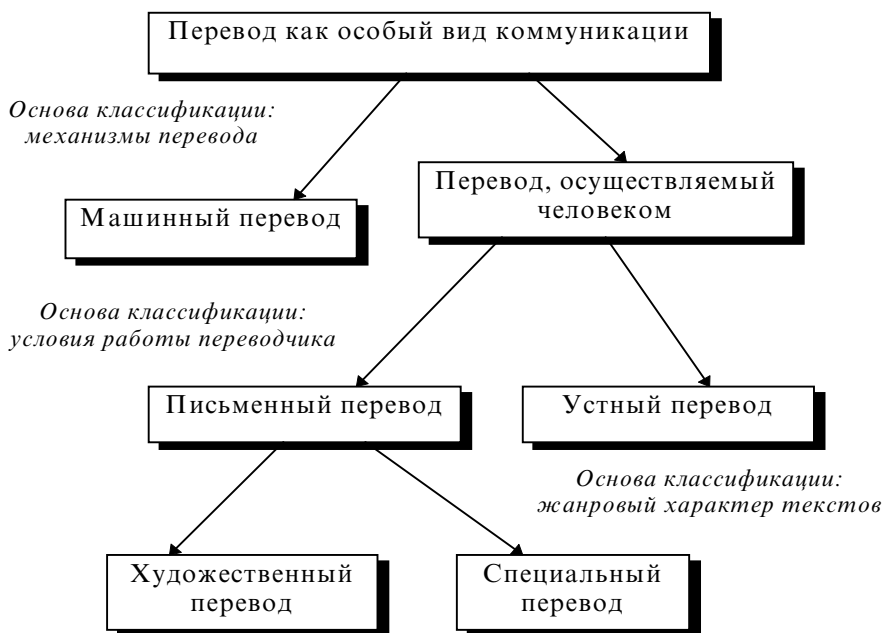 Перевод как особый вид коммуникации
Основа классификации:
механизмы перевода
Машинный перевод
Перевод, осуществляемый
человеком
Основа классификации:
условия работы переводчика
Письменный перевод
Устный перевод
Основа классификации:
жанровый характер текстов
Художественный
перевод
Специальный
перевод